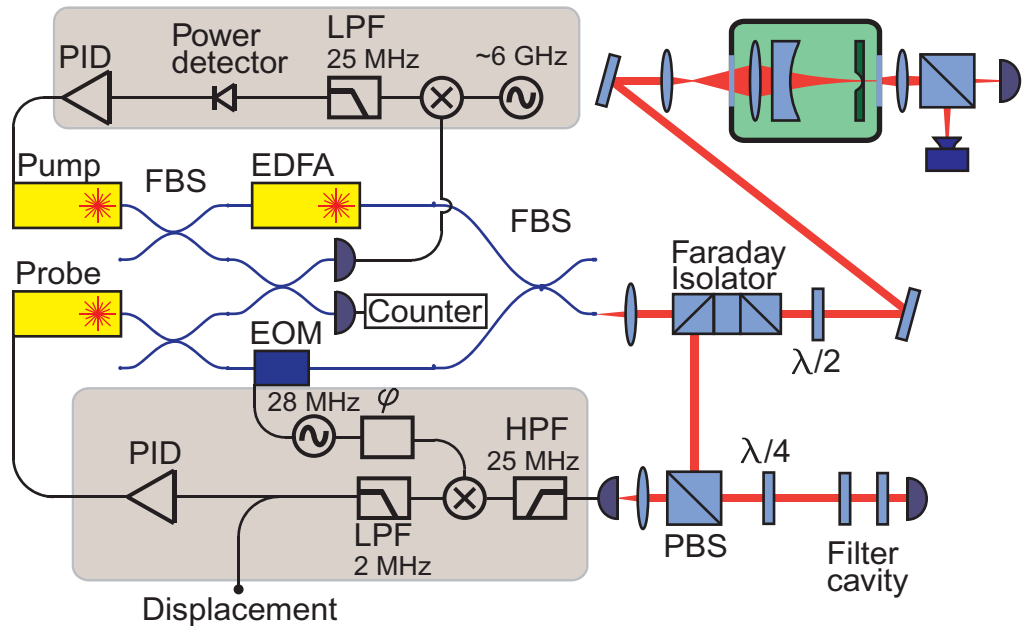 PID
Power
detector
LPF
25 MHz
~6 GHz
Pump
FBS
EDFA
FBS
Probe
Counter
EOM
Faraday
Isolator
λ/2
28 MHz
φ
HPF
25 MHz
PID
LPF
2 MHz
λ/4
PBS
Filter
cavity
Displacement